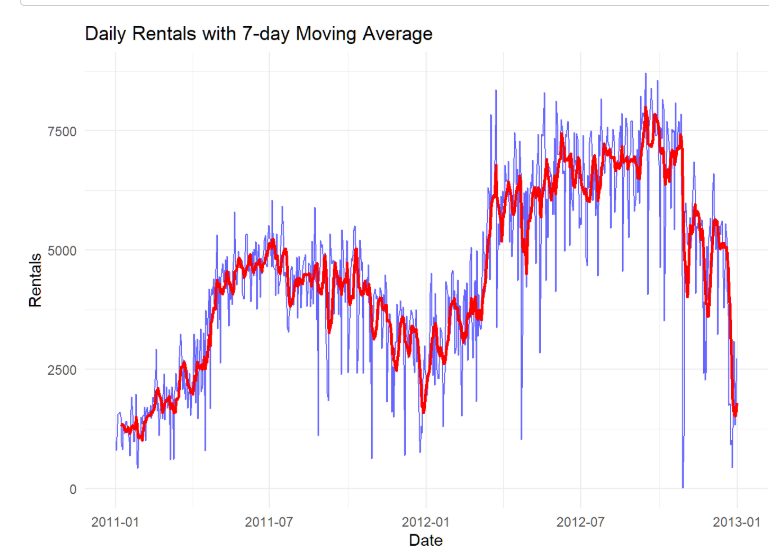 Daily Rentals with 7-day Moving Average
7500
5000
2500
0
Rentals
2011-01 2011-07 2012-01 2012-07 2013-01
Date